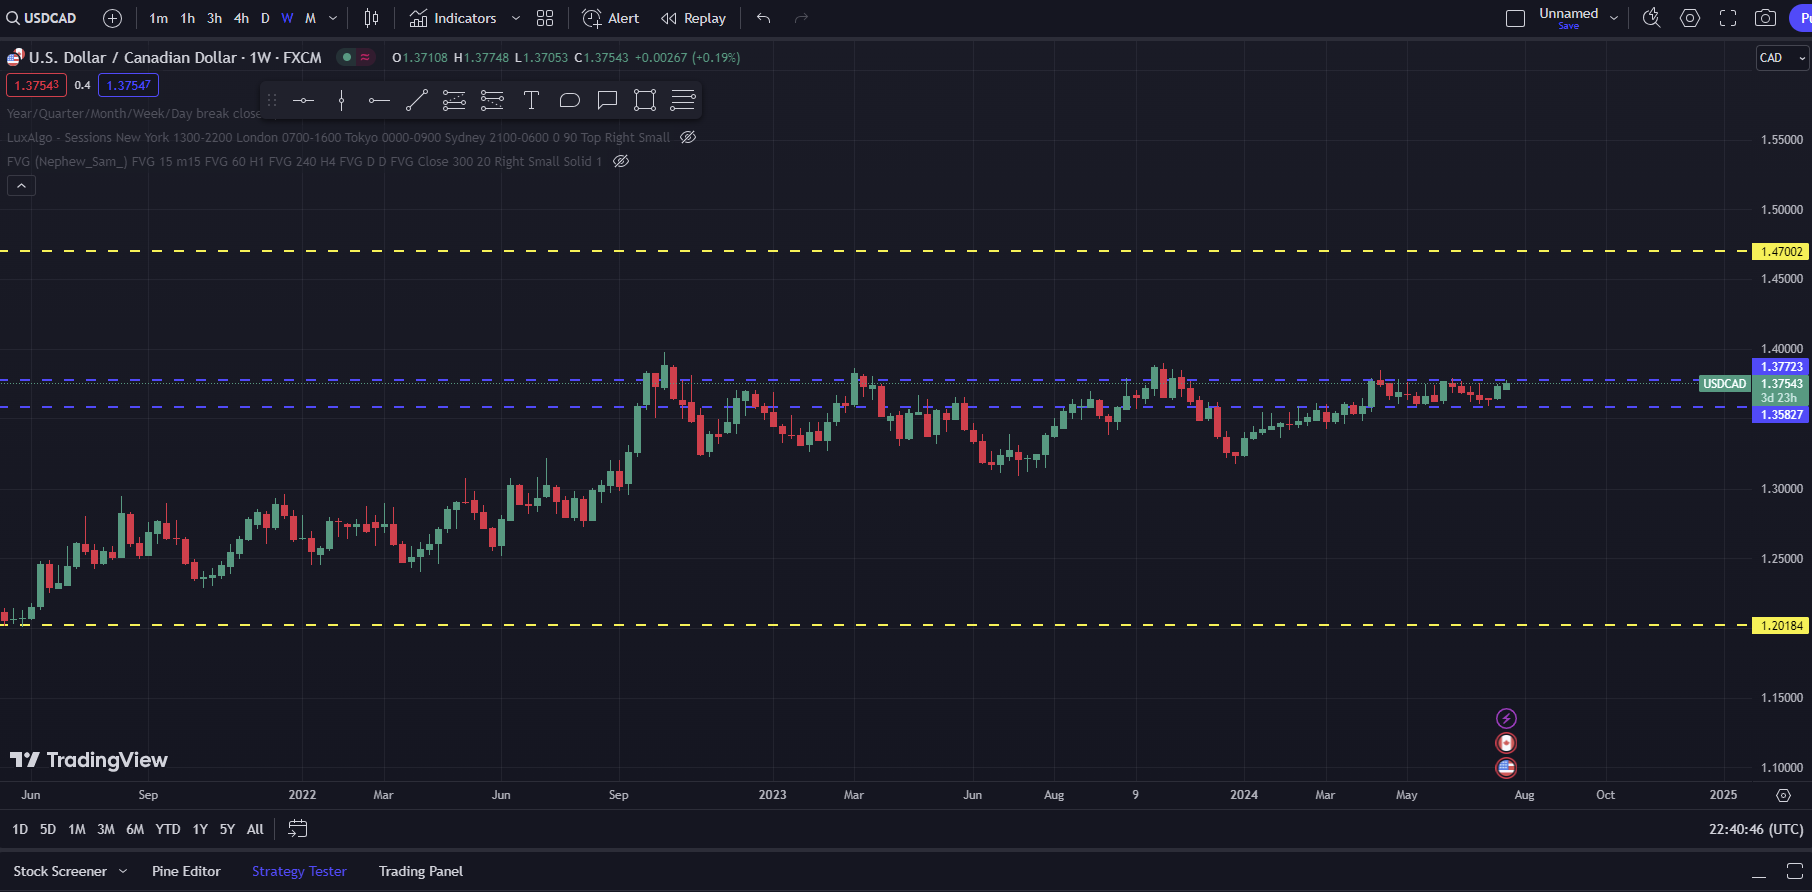 USDCAD 1m 1h 3h 4h D W M Indicators Alert Replay Unnamed Save Pu
U.S. Dollar / Canadian Dollar · 1W · FXCM O1.37108 H1.37748 L1.37053 C1.37543 +0.00267 (+0.19%) CAD
1.37543 0.4 1.37547
Year/Quarter/Month/Week/Day break close
LuxAlgo - Sessions New York 1300-2200 London 0700-1600 Tokyo 0000-0900 Sydney 2100-0600 0 90 Top Right Small
FVG (Nephew_Sam_) FVG 15 m15 FVG 60 H1 FVG 240 H4 FVG D D FVG Close 300 20 Right Small Solid 1
1.55000
1.50000
1.47002
1.45000
1.40000
1.37723
USDCAD 1.37543
3d 23h
1.35827
1.30000
1.25000
1.20184
1.15000
1.10000
TradingView
Jun Sep 2022 Mar Jun Sep 2023 Mar Jun Aug 9 2024 Mar May Aug Oct 2025
1D 5D 1M 3M 6M YTD 1Y 5Y All 22:40:46 (UTC)
Stock Screener Pine Editor Strategy Tester Trading Panel